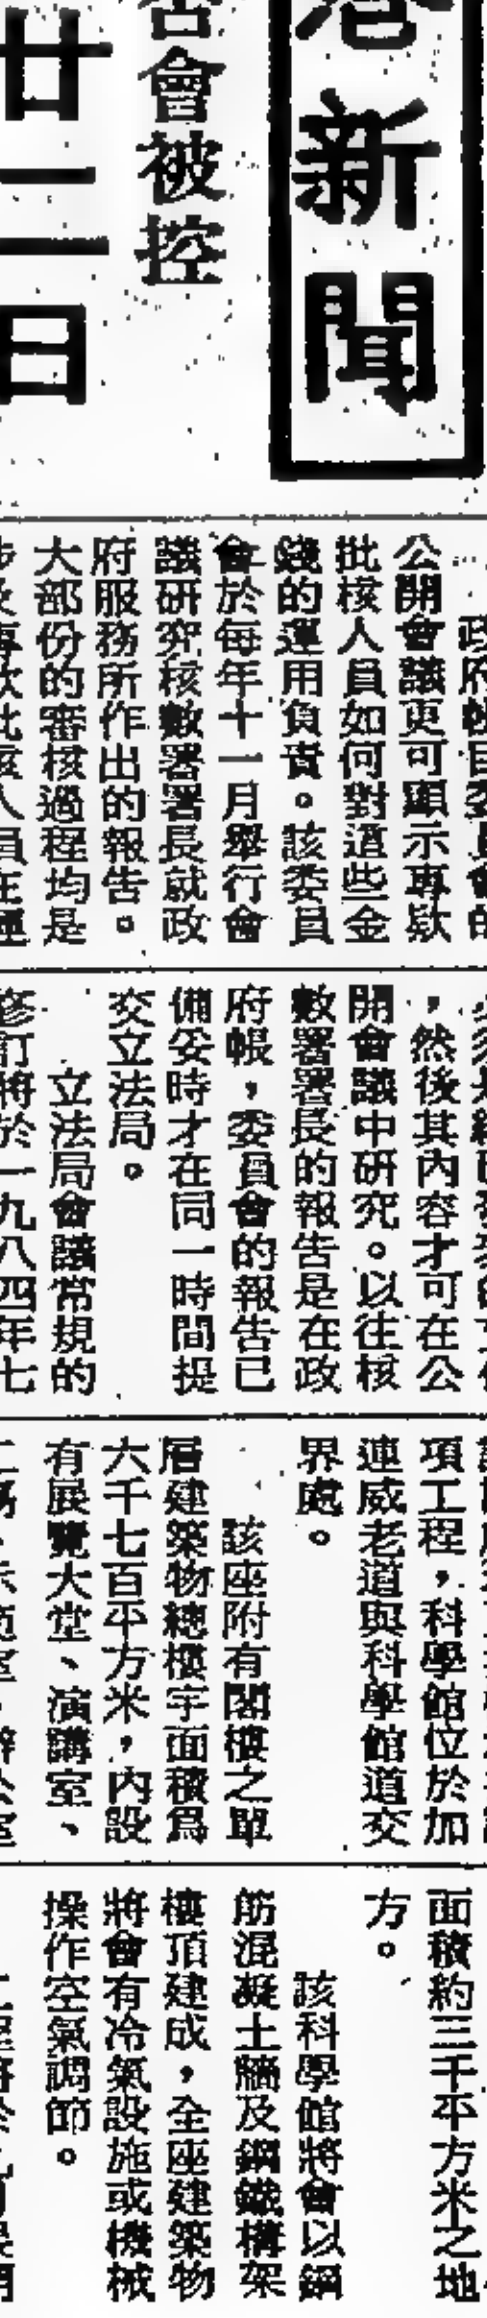 新聞
會被控
廿二日
政府帳目委員會的
公開會議更可顯示專欵
批核人員如何對這些金
錢的運用負責。該委員
會於每年十一月舉行會
議研究核數署署長就政
府服務所作出的報告。
大部份的審核過程均是
，然後其內容才可在公
開會議中研究。以往核
數署署長的報告是在政
府帳，委員會的報告已
備妥時才在同一時間提
交立法局。
立法局會議常規的
修訂將於一九八四年七
項工程，科學館位於加
連威老道與科學館道交
界處。
該座附有閣樓之單
層建築物總樓宇面積爲
六千七百平方米，內設
有展覽大堂、演講室、
面積約三千平方米之地
方。
該科學館將會以鋼
筋混凝土牆及鋼鐵構架
樓頂建成，全座建築物
將會有冷氣設施或機械
操作空氣調節。